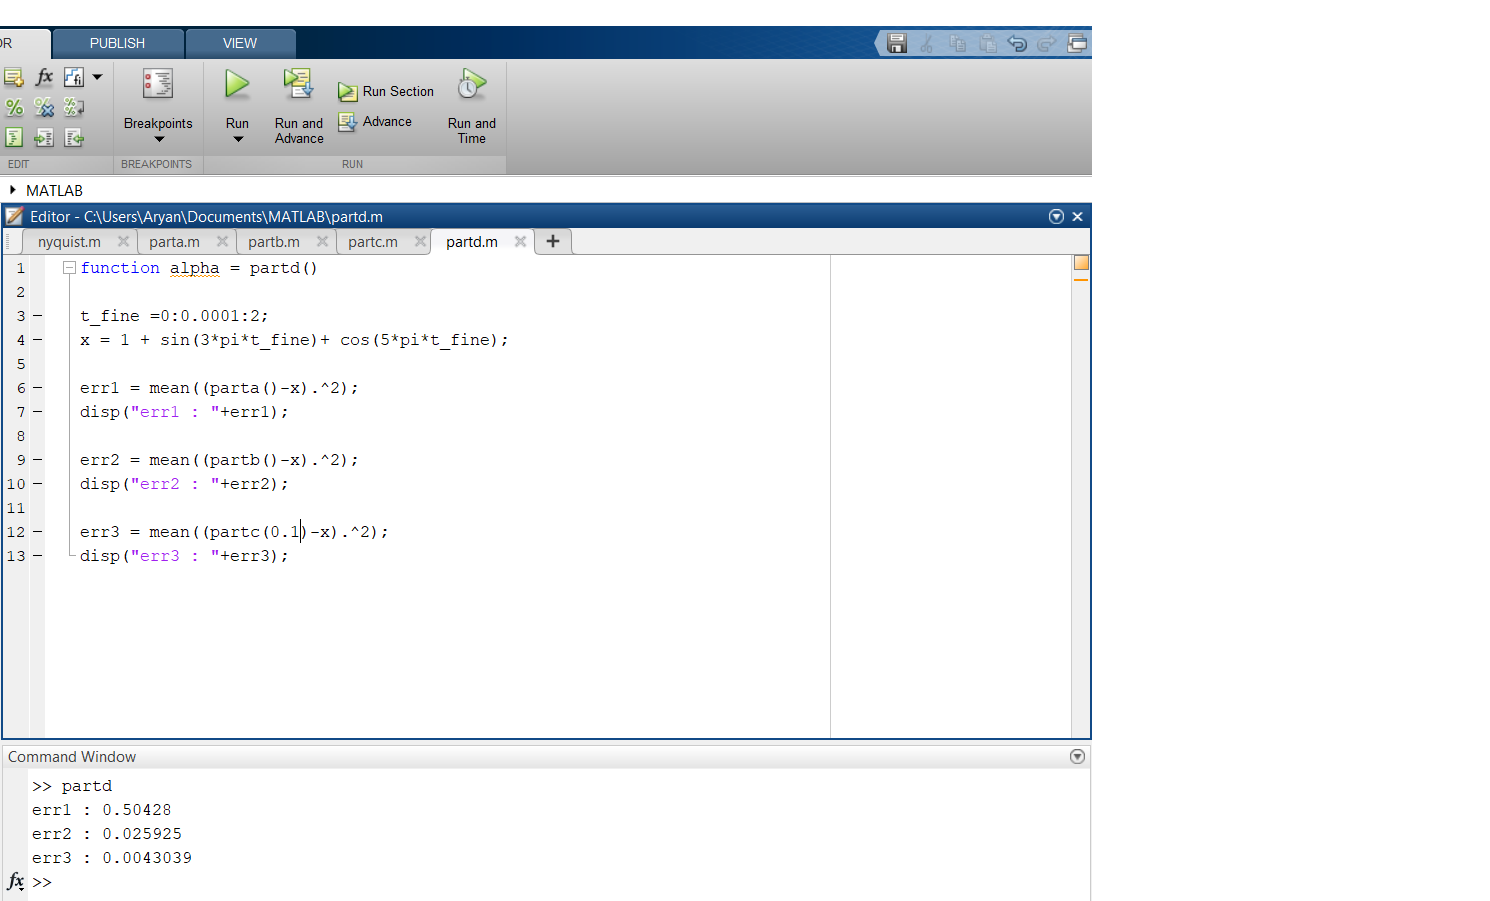 OR PUBLISH VIEW
fx fi
Breakpoints Run Run and Advance Run Section Advance Run and Time
EDIT BREAKPOINTS RUN
MATLAB
Editor - C:\Users\Aryan\Documents\MATLAB\partd.m
nyquist.m parta.m partb.m partc.m partd.m +
1 function alpha = partd()
2
3 t_fine =0:0.0001:2;
4 x = 1 + sin(3*pi*t_fine)+ cos(5*pi*t_fine);
5
6 err1 = mean((parta()-x).^2);
7 disp("err1 : "+err1);
8
9 err2 = mean((partb()-x).^2);
10 disp("err2 : "+err2);
11
12 err3 = mean((partc(0.1)-x).^2);
13 disp("err3 : "+err3);
Command Window
>> partd
err1 : 0.50428
err2 : 0.025925
err3 : 0.0043039
fx >>